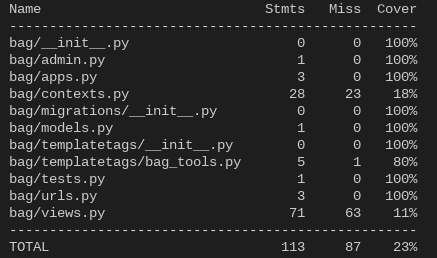 Name Stmts Miss Cover
---------------------------------------------------
bag/__init__.py 0 0 100%
bag/admin.py 1 0 100%
bag/apps.py 3 0 100%
bag/contexts.py 28 23 18%
bag/migrations/__init__.py 0 0 100%
bag/models.py 1 0 100%
bag/templatetags/__init__.py 0 0 100%
bag/templatetags/bag_tools.py 5 1 80%
bag/tests.py 1 0 100%
bag/urls.py 3 0 100%
bag/views.py 71 63 11%
---------------------------------------------------
TOTAL 113 87 23%